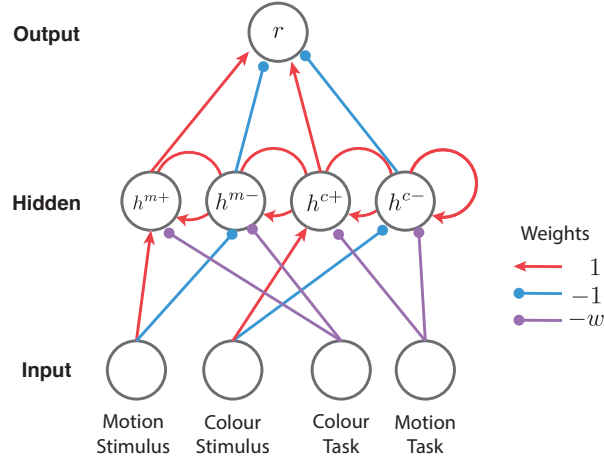 Output
r
Hidden
h^{m+}
h^{m-}
h^{c+}
h^{c-}
Weights
1
-1
-w
Input
Motion
Stimulus
Colour
Stimulus
Colour
Task
Motion
Task